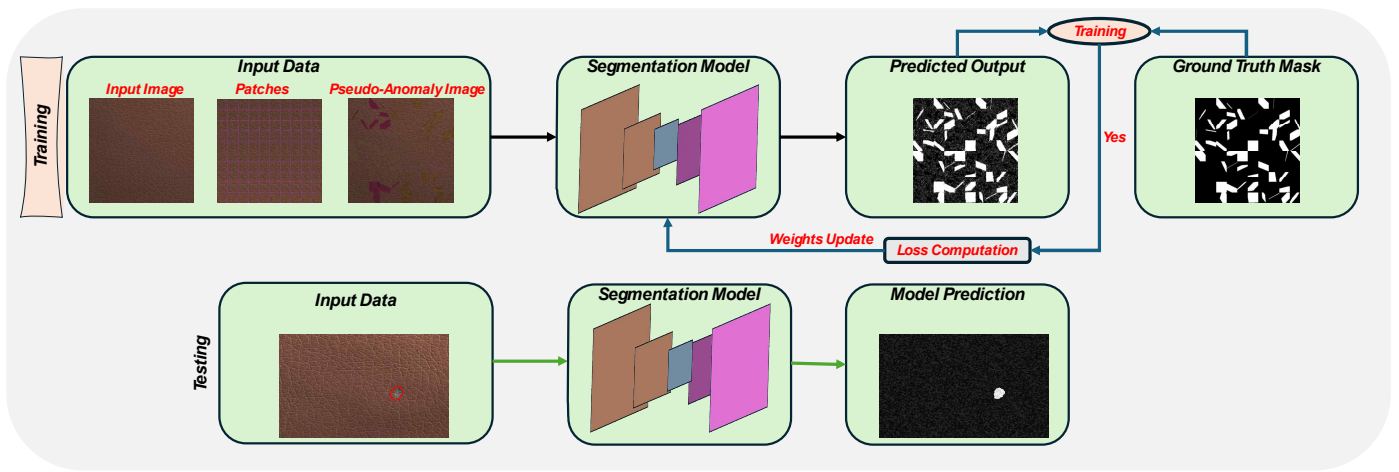 Training
Input Data
Input Image
Patches
Pseudo-Anomaly Image
Segmentation Model
Predicted Output
Training
Ground Truth Mask
Yes
Weights Update
Loss Computation
Testing
Input Data
Segmentation Model
Model Prediction